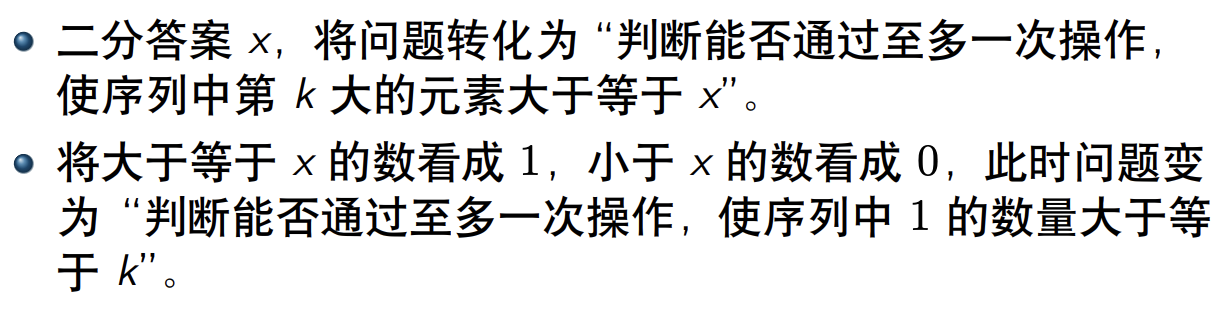 二分答案 x，将问题转化为“判断能否通过至多一次操作，
使序列中第 k 大的元素大于等于 x”。
将大于等于 x 的数看成 1，小于 x 的数看成 0，此时问题变
为“判断能否通过至多一次操作，使序列中 1 的数量大于等
于 k”。